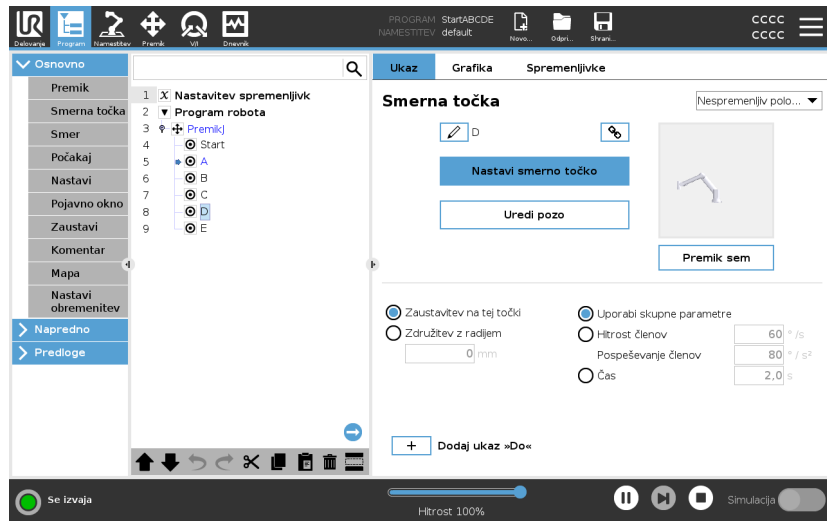 PROGRAM StartABCDE
NAMESTITEV default
cccc
cccc
Delovanje Program Namestitev Premik V/I Dnevnik Novo... Odpri... Shrani...
Osnovno
Premik
Smerna točka
Smer
Počakaj
Nastavi
Pojavno okno
Zaustavi
Komentar
Mapa
Nastavi
obremenitev
Napredno
Predloge
1 X Nastavitev spremenljivk
2 Program robota
3 PremikJ
4 Start
5 A
6 B
7 C
8 D
9 E
Ukaz Grafika Spremenljivke
Smerna točka
Nespremenljiv polo...
D
Nastavi smerno točko
Uredi pozo
Premik sem
Zaustavitev na tej točki
Združitev z radijem
0 mm
Uporabi skupne parametre
Hitrost členov 60 ° /s
Pospeševanje členov 80 ° / s²
Čas 2,0 s
+ Dodaj ukaz »Do«
Se izvaja
Hitrost 100%
Simulacija